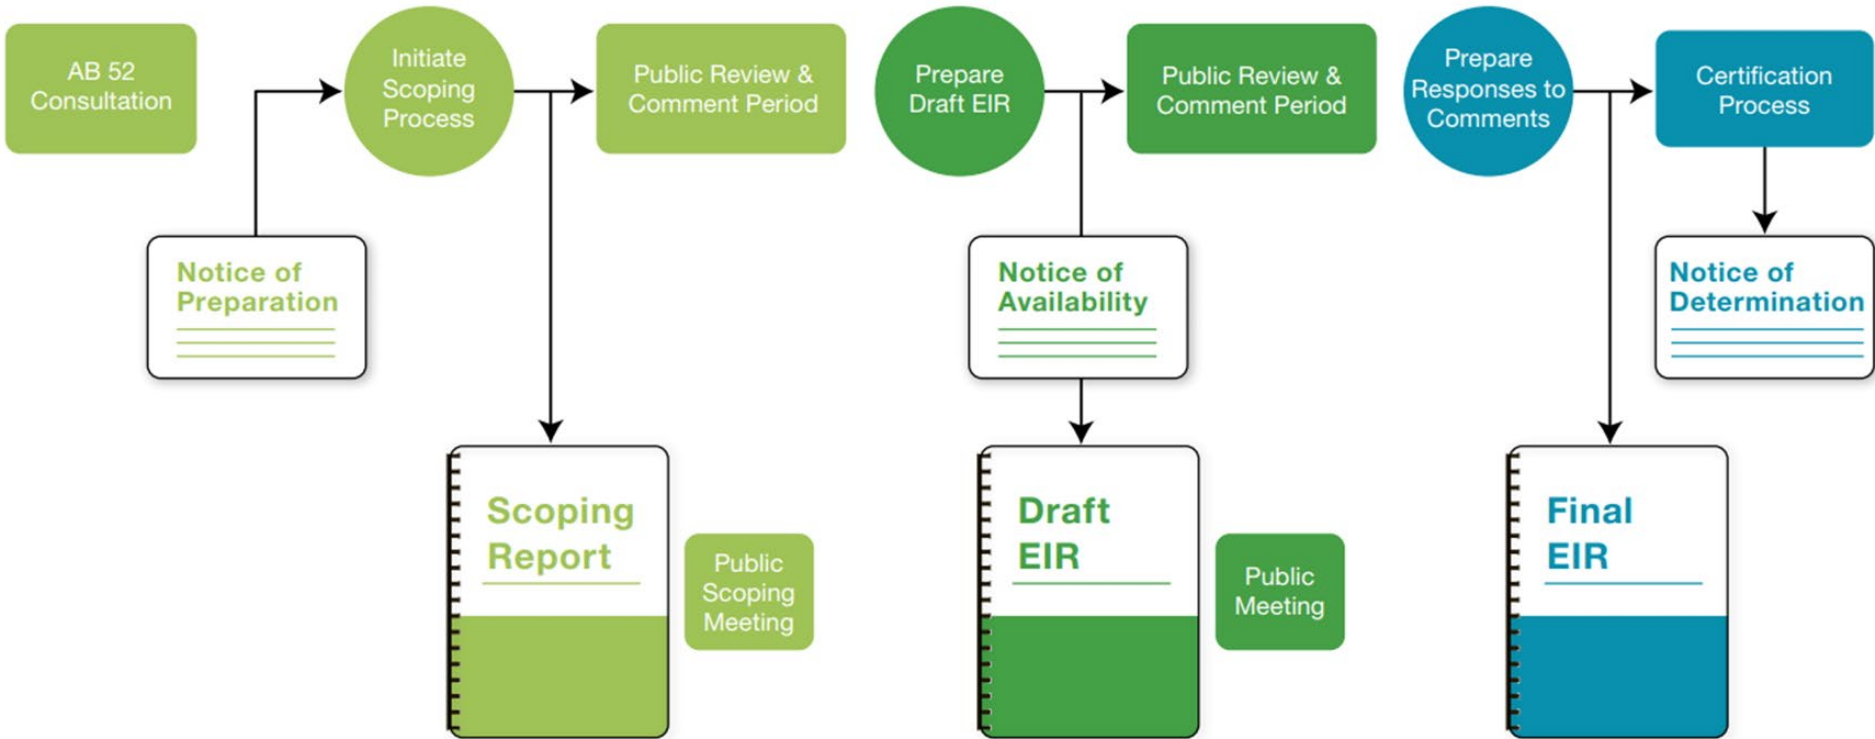 AB 52
Consultation
Initiate
Scoping
Process
Public Review &
Comment Period
Prepare
Draft EIR
Public Review &
Comment Period
Prepare
Responses to
Comments
Certification
Process
Notice of
Preparation
Notice of
Availability
Notice of
Determination
Scoping
Report
Public
Scoping
Meeting
Draft
EIR
Public
Meeting
Final
EIR